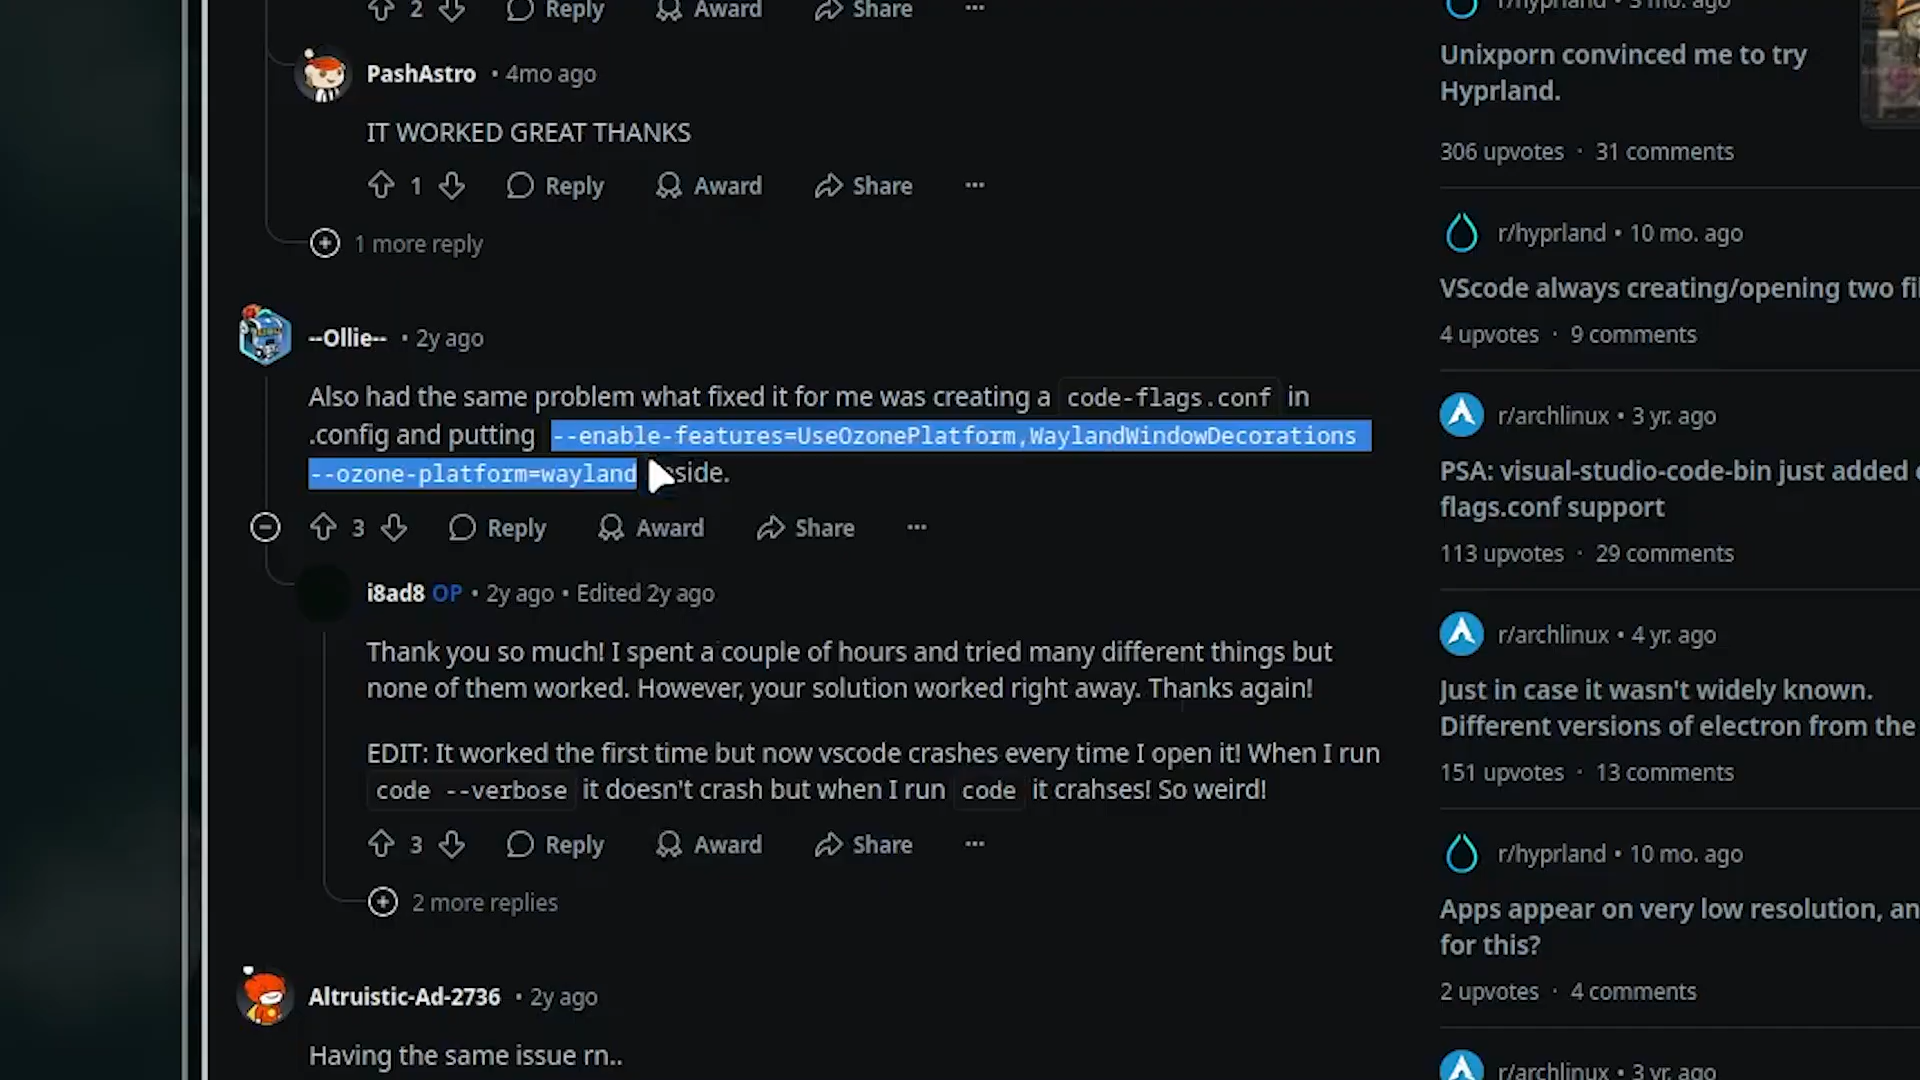 2 Reply Award Share ···
PashAstro • 4mo ago
IT WORKED GREAT THANKS
1 Reply Award Share ···
1 more reply
--Ollie-- • 2y ago
Also had the same problem what fixed it for me was creating a code-flags.conf in
.config and putting --enable-features=UseOzonePlatform,WaylandWindowDecorations
--ozone-platform=wayland side.
3 Reply Award Share ···
i8ad8 OP • 2y ago • Edited 2y ago
Thank you so much! I spent a couple of hours and tried many different things but
none of them worked. However, your solution worked right away. Thanks again!
EDIT: It worked the first time but now vscode crashes every time I open it! When I run
code --verbose it doesn't crash but when I run code it crahses! So weird!
3 Reply Award Share ···
2 more replies
Altruistic-Ad-2736 • 2y ago
Having the same issue rn..
r/hyprland • 3 mo. ago
Unixporn convinced me to try
Hyprland.
306 upvotes · 31 comments
r/hyprland • 10 mo. ago
VScode always creating/opening two
4 upvotes · 9 comments
r/archlinux • 3 yr. ago
PSA: visual-studio-code-bin just added
flags.conf support
113 upvotes · 29 comments
r/archlinux • 4 yr. ago
Just in case it wasn't widely known.
Different versions of electron from the
151 upvotes · 13 comments
r/hyprland • 10 mo. ago
Apps appear on very low resolution,
for this?
2 upvotes · 4 comments
r/archlinux • 3 yr. ago